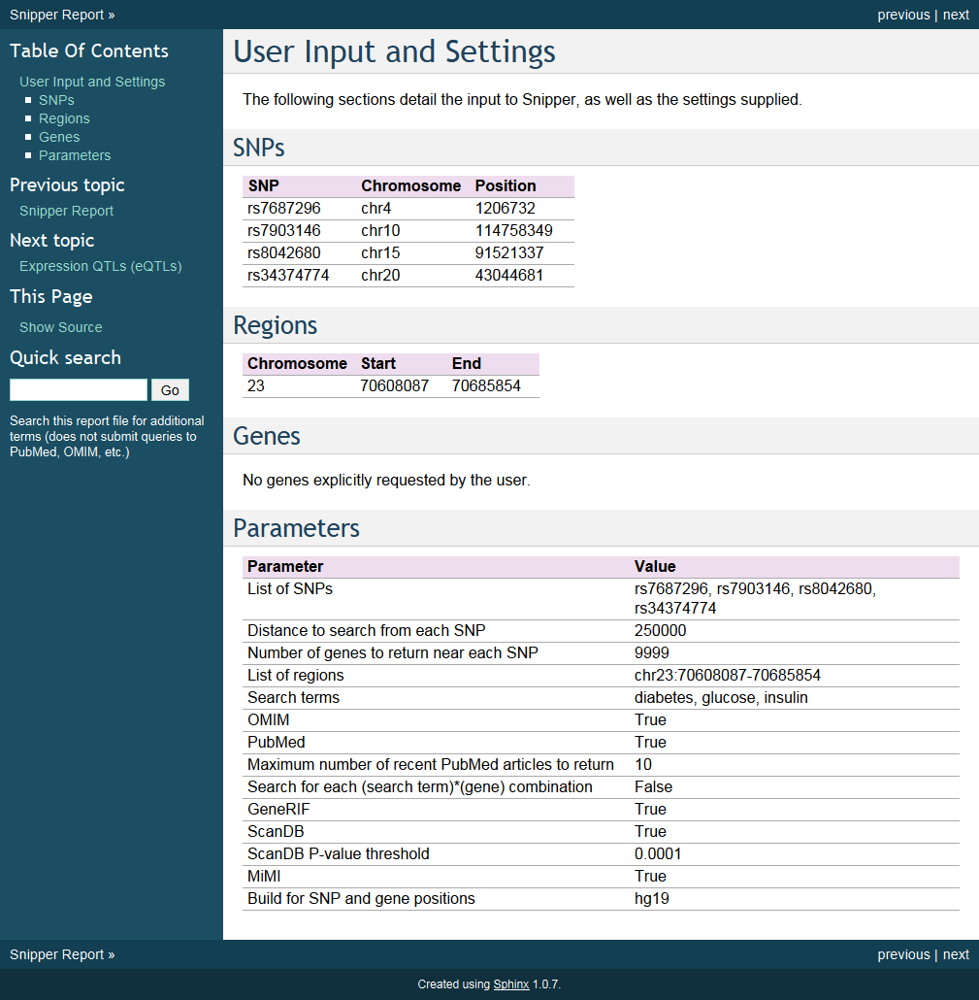 Snipper Report »
previous | next
Table Of Contents
User Input and Settings
SNPs
Regions
Genes
Parameters
Previous topic
Snipper Report
Next topic
Expression QTLs (eQTLs)
This Page
Show Source
Quick search
Go
Search this report file for additional
terms (does not submit queries to
PubMed, OMIM, etc.)
User Input and Settings
The following sections detail the input to Snipper, as well as the settings supplied.
SNPs
SNP Chromosome Position
rs7687296 chr4 1206732
rs7903146 chr10 114758349
rs8042680 chr15 91521337
rs34374774 chr20 43044681
Regions
Chromosome Start End
23 70608087 70685854
Genes
No genes explicitly requested by the user.
Parameters
Parameter Value
List of SNPs rs7687296, rs7903146, rs8042680,
rs34374774
Distance to search from each SNP 250000
Number of genes to return near each SNP 9999
List of regions chr23:70608087-70685854
Search terms diabetes, glucose, insulin
OMIM True
PubMed True
Maximum number of recent PubMed articles to return 10
Search for each (search term)*(gene) combination False
GeneRIF True
ScanDB True
ScanDB P-value threshold 0.0001
MiMI True
Build for SNP and gene positions hg19
Snipper Report »
previous | next
Created using Sphinx 1.0.7.